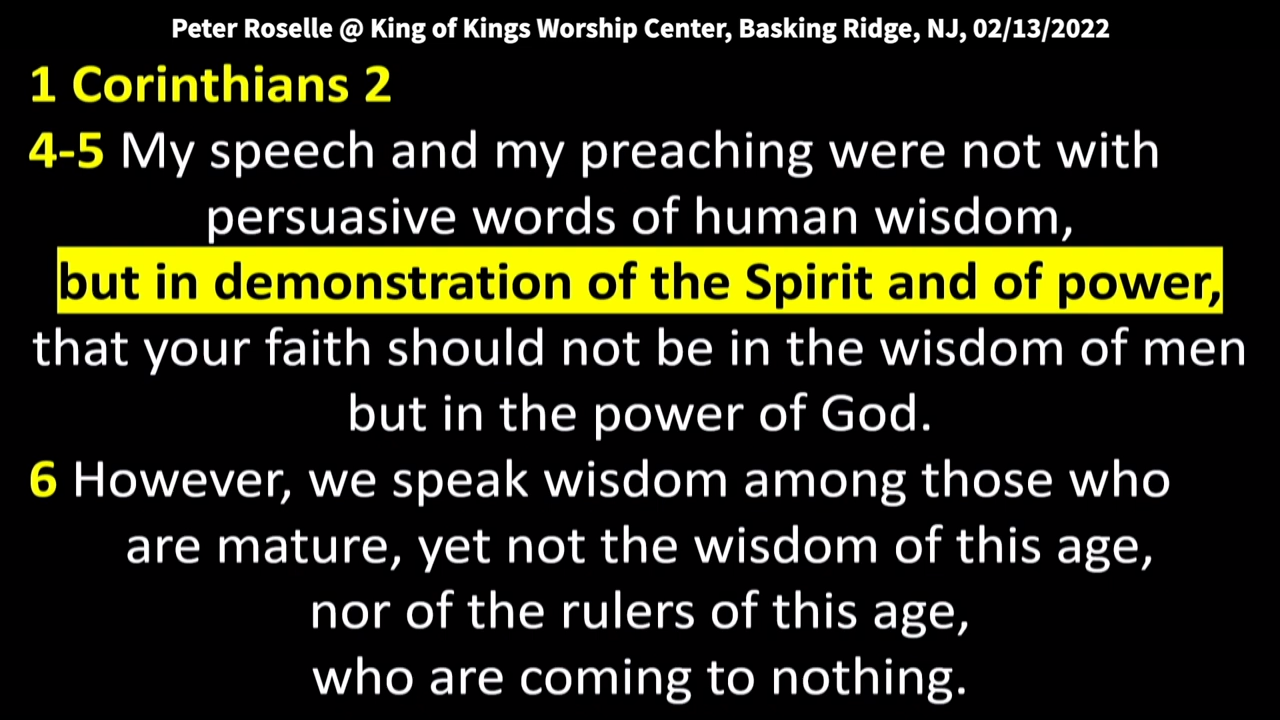 Peter Roselle @ King of Kings Worship Center, Basking Ridge, NJ, 02/13/2022
1 Corinthians 2
4-5 My speech and my preaching were not with
persuasive words of human wisdom,
but in demonstration of the Spirit and of power,
that your faith should not be in the wisdom of men
but in the power of God.
6 However, we speak wisdom among those who
are mature, yet not the wisdom of this age,
nor of the rulers of this age,
who are coming to nothing.